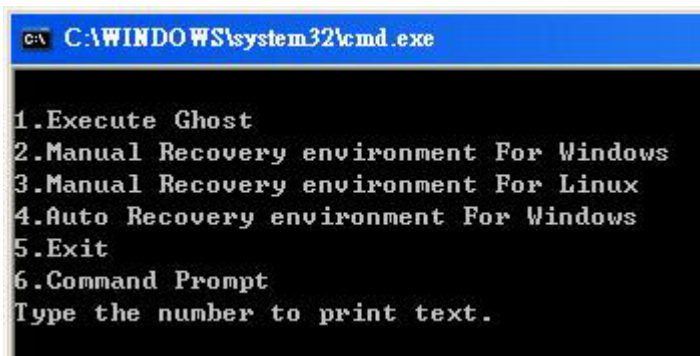 C:\WINDOWS\system32\cmd.exe
1.Execute Ghost
2.Manual Recovery environment For Windows
3.Manual Recovery environment For Linux
4.Auto Recovery environment For Windows
5.Exit
6.Command Prompt
Type the number to print text.